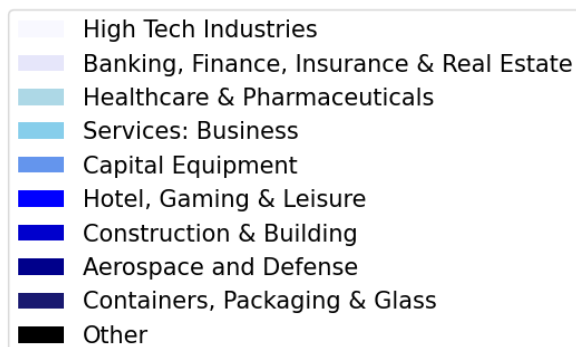 High Tech Industries
Banking, Finance, Insurance & Real Estate
Healthcare & Pharmaceuticals
Services: Business
Capital Equipment
Hotel, Gaming & Leisure
Construction & Building
Aerospace and Defense
Containers, Packaging & Glass
Other